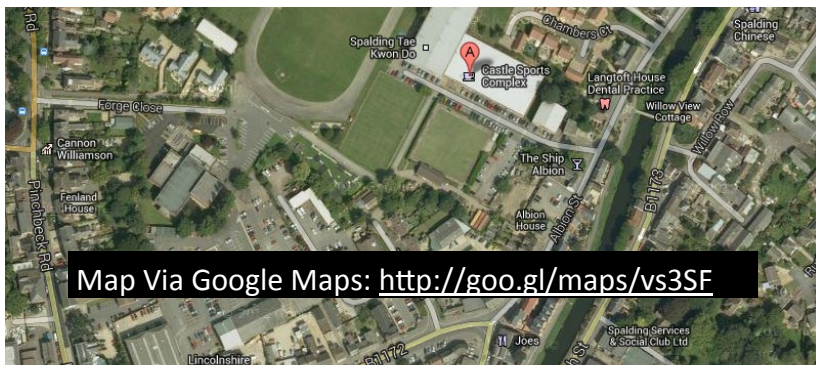 Pinchbeck Rd
Chambers Ct
Spalding
Chinese
Spalding Tae
Kwon Do
A
Castle Sports
Complex
Langtoft House
Dental Practice
Willow View
Cottage
Willow Row
Forge Close
Cannon
Williamson
The Ship
Albion
Fenland
House
Pinchbeck Rd
Albion
House
Albion St
B1173
Map Via Google Maps: http://goo.gl/maps/vs3SF
Lincolnshire
B1172
Joes
Spalding Services
& Social Club Ltd